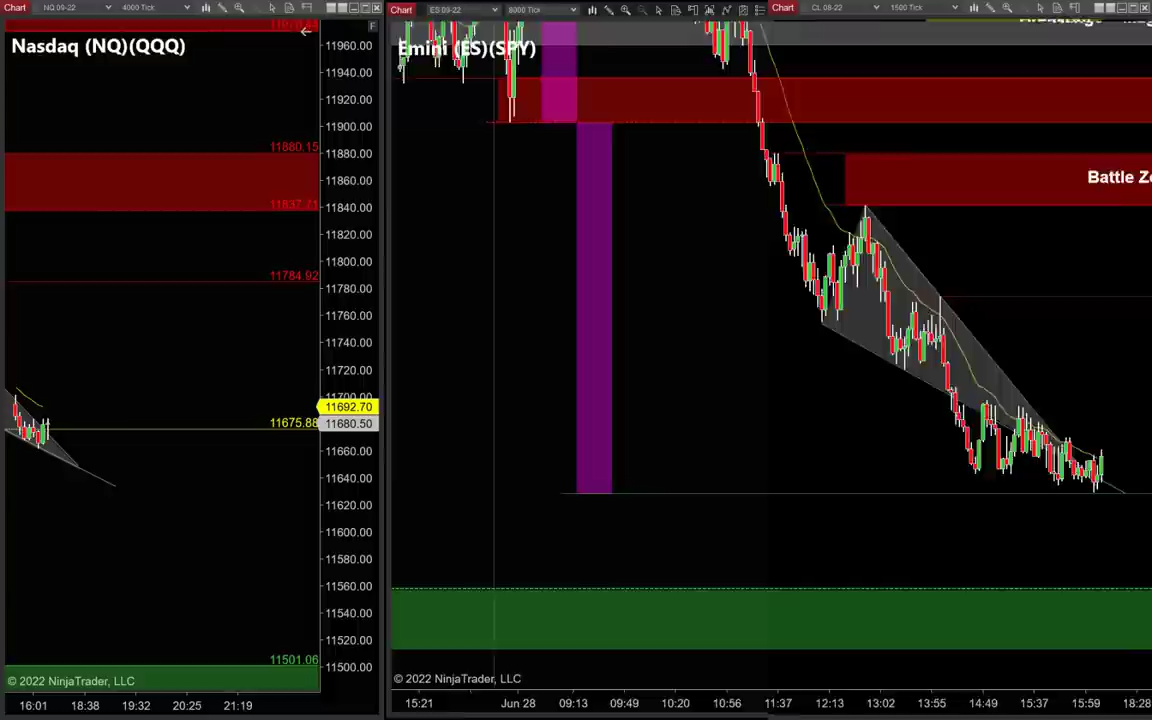 Chart NQ 09-22 4000 Tick
Chart ES 09-22 8000 Tick
Chart CL 08-22 1500 Tick
F
Nasdaq (NQ)(QQQ)
Emini (ES)(SPY)
11960.00
11940.00
11920.00
11900.00
11880.15
11880.00
11860.00
11837.71
11840.00
11820.00
11800.00
11784.92
11780.00
11760.00
11740.00
11720.00
11700.00
11692.70
11675.88
11680.50
11660.00
11640.00
11620.00
11600.00
11580.00
11560.00
11540.00
11520.00
11501.06
11500.00
Battle
© 2022 NinjaTrader, LLC
© 2022 NinjaTrader, LLC
16:01 18:38 19:32 20:25 21:19
15:21 Jun 28 09:13 09:49 10:20 10:56 11:37 12:13 13:02 13:55 14:49 15:37 15:59 18:28